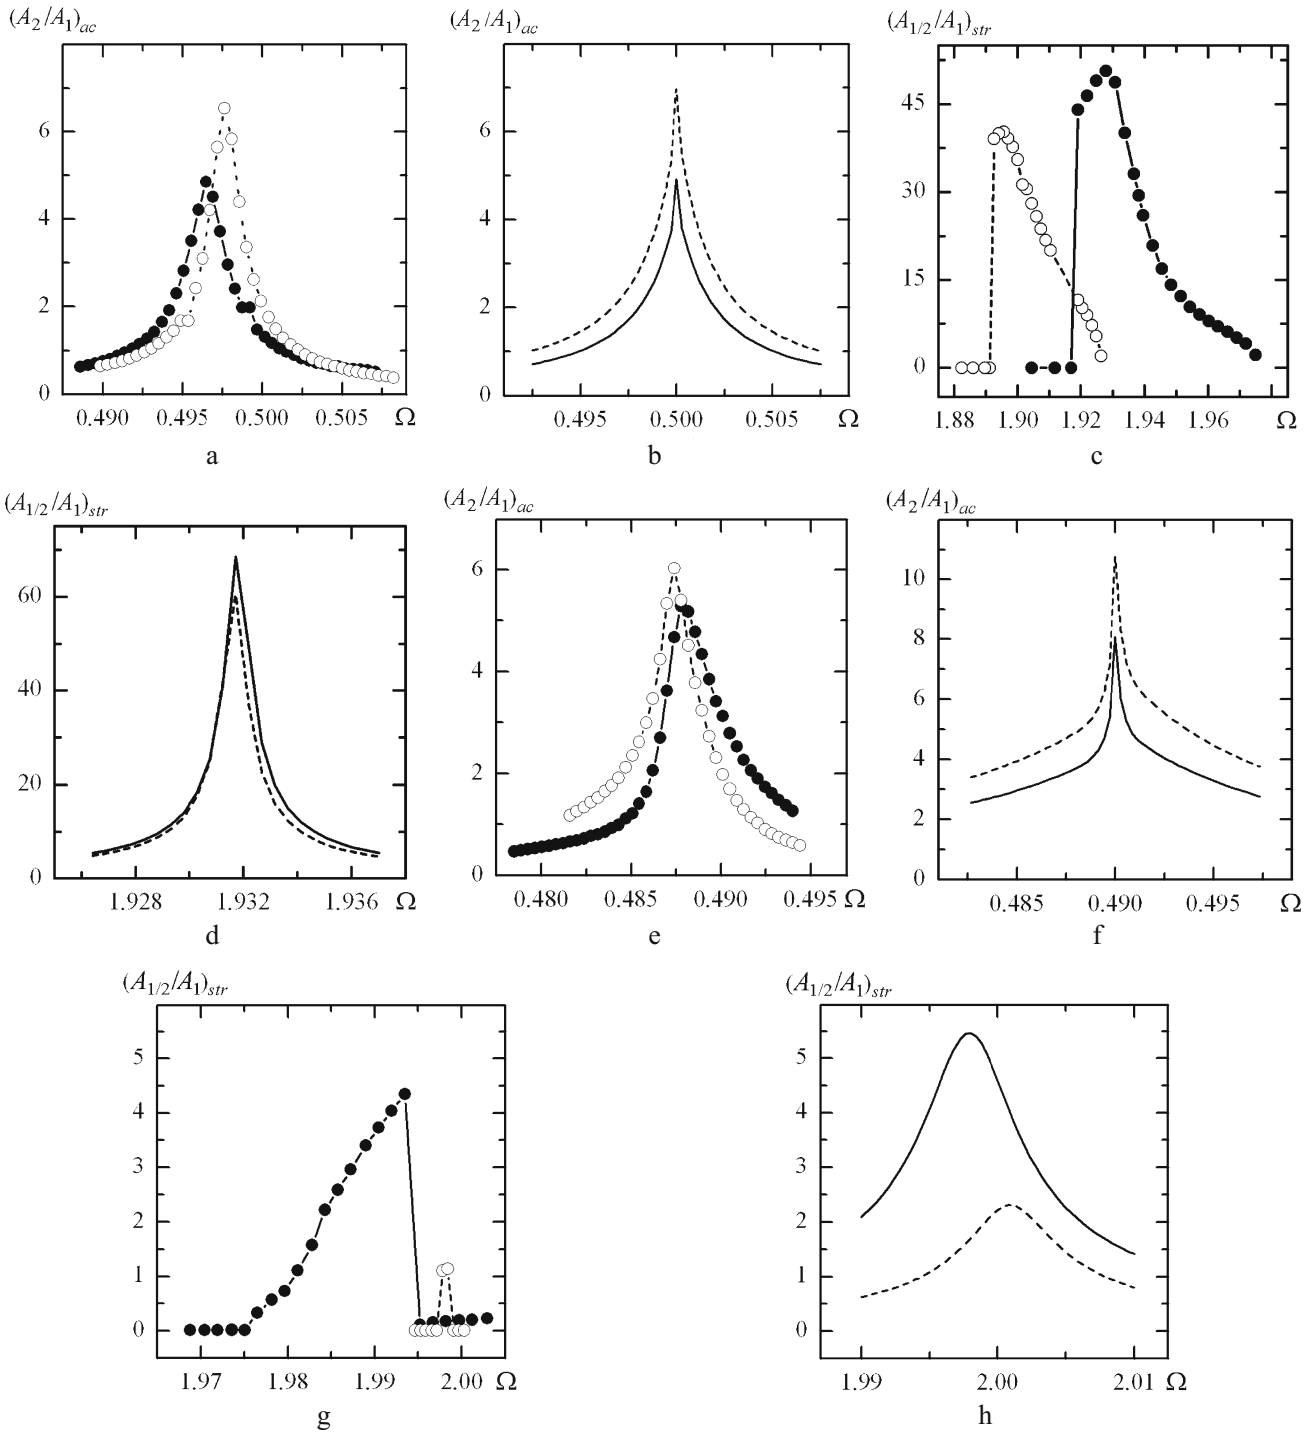 (A2/A1)ac
6
4
2
0
0.490 0.495 0.500 0.505 Ω
a
(A2/A1)ac
6
4
2
0
0.495 0.500 0.505 Ω
b
(A1/2/A1)str
45
30
15
0
1.88 1.90 1.92 1.94 1.96 Ω
c
(A1/2/A1)str
60
40
20
0
1.928 1.932 1.936 Ω
d
(A2/A1)ac
6
4
2
0
0.480 0.485 0.490 0.495 Ω
e
(A2/A1)ac
10
8
6
4
2
0
0.485 0.490 0.495 Ω
f
(A1/2/A1)str
5
4
3
2
1
0
1.97 1.98 1.99 2.00 Ω
g
(A1/2/A1)str
5
4
3
2
1
0
1.99 2.00 2.01 Ω
h